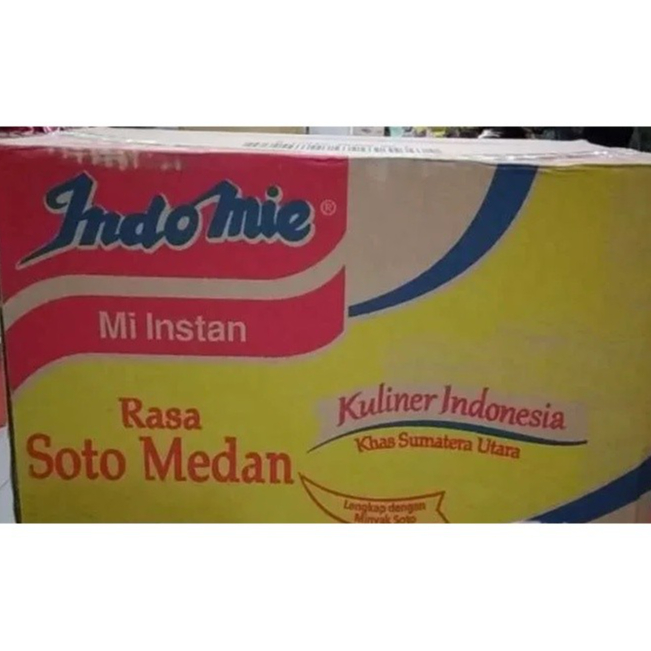 Indomie®
Mi Instan
Rasa
Soto Medan
Kuliner Indonesia
Khas Sumatera Utara
Lengkap dengan
Minyak Soto